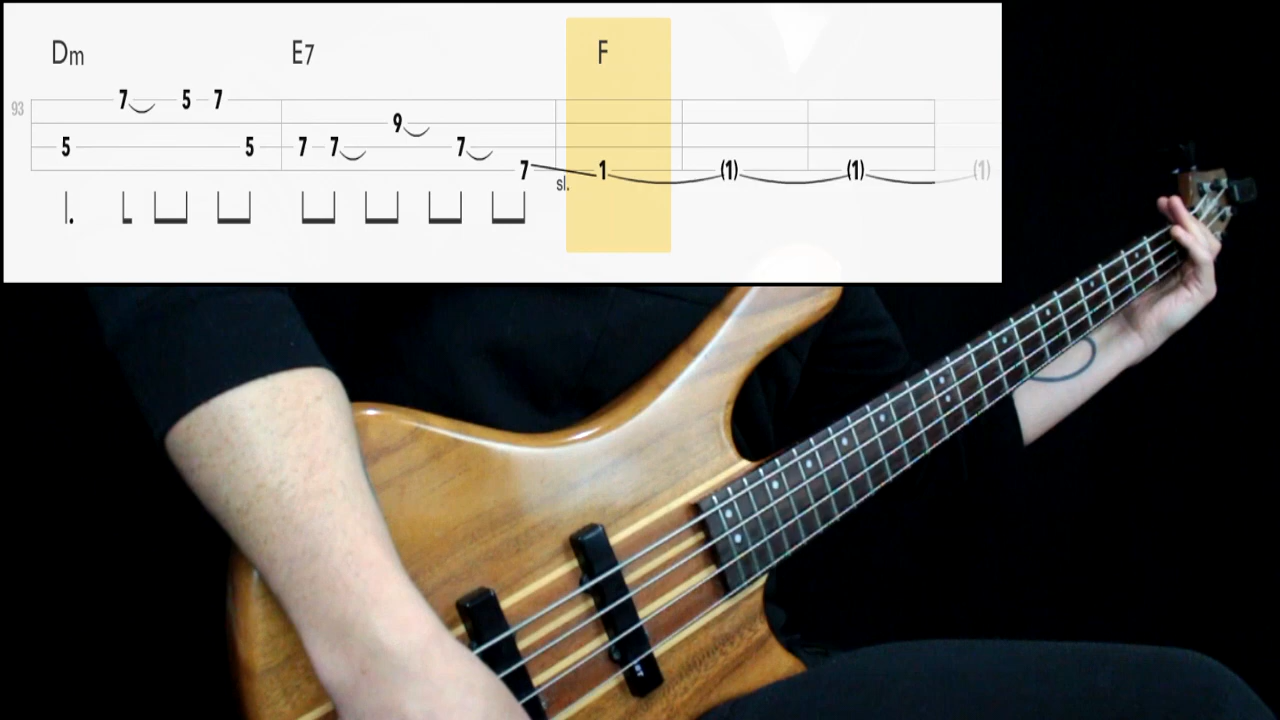 Dm E7 F
93 7 5 7
9
5 5 7 7 7
7 1 (1) (1) (1)
sl.